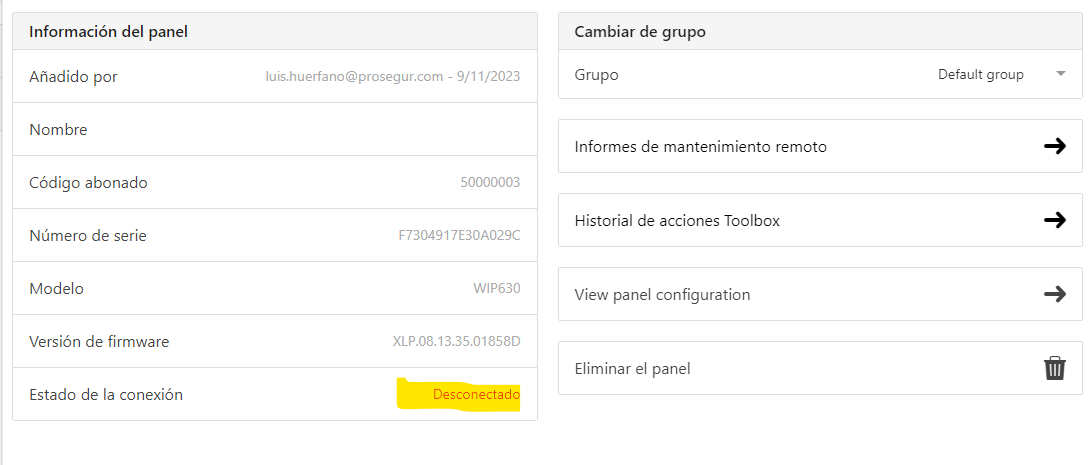 Información del panel
Añadido por
luis.huerfano@prosegur.com - 9/11/2023
Nombre
Código abonado
50000003
Número de serie
F7304917E30A029C
Modelo
WIP630
Versión de firmware
XLP.08.13.35.01858D
Estado de la conexión
Desconectado
Cambiar de grupo
Grupo
Default group
Informes de mantenimiento remoto
Historial de acciones Toolbox
View panel configuration
Eliminar el panel